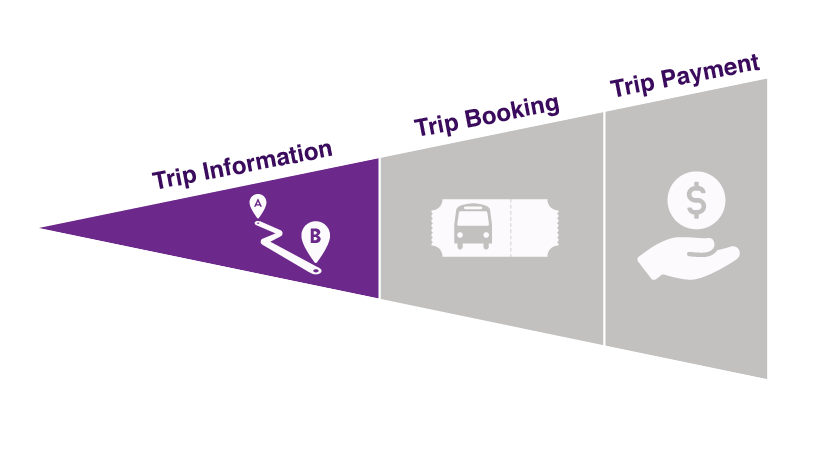 Trip Information
Trip Booking
Trip Payment
A
B
$